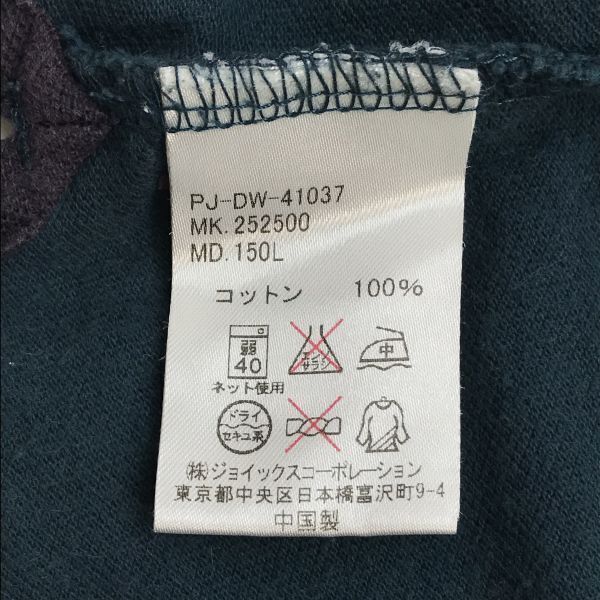 PJ-DW-41037
MK.252500
MD.150L
コットン 100%
弱 40 エンソサラシ 中
ネット使用
ドライ セキユ系
㈱ジョイックスコーポレーション
東京都中央区日本橋富沢町9-4
中国製